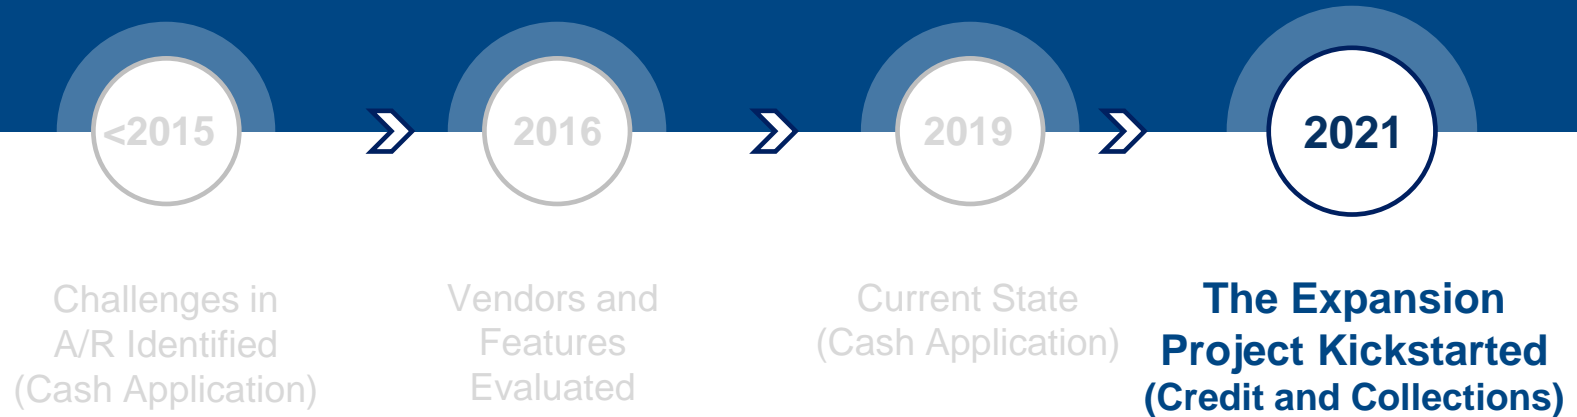 <2015
2016
2019
2021
Challenges in
A/R Identified
(Cash Application)
Vendors and
Features
Evaluated
Current State
(Cash Application)
The Expansion
Project Kickstarted
(Credit and Collections)